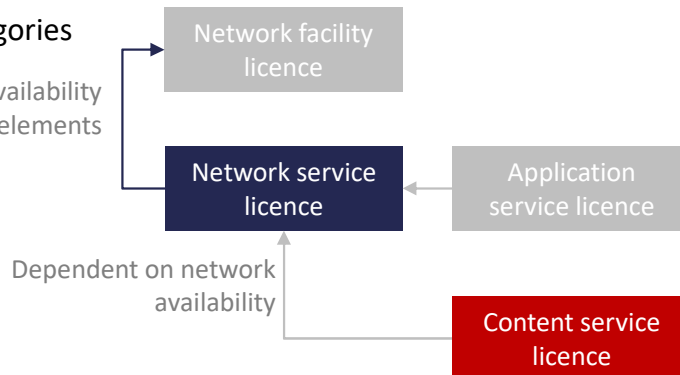 gories
Network facility
licence
vailability
elements
Network service
licence
Application
service licence
Dependent on network
availability
Content service
licence